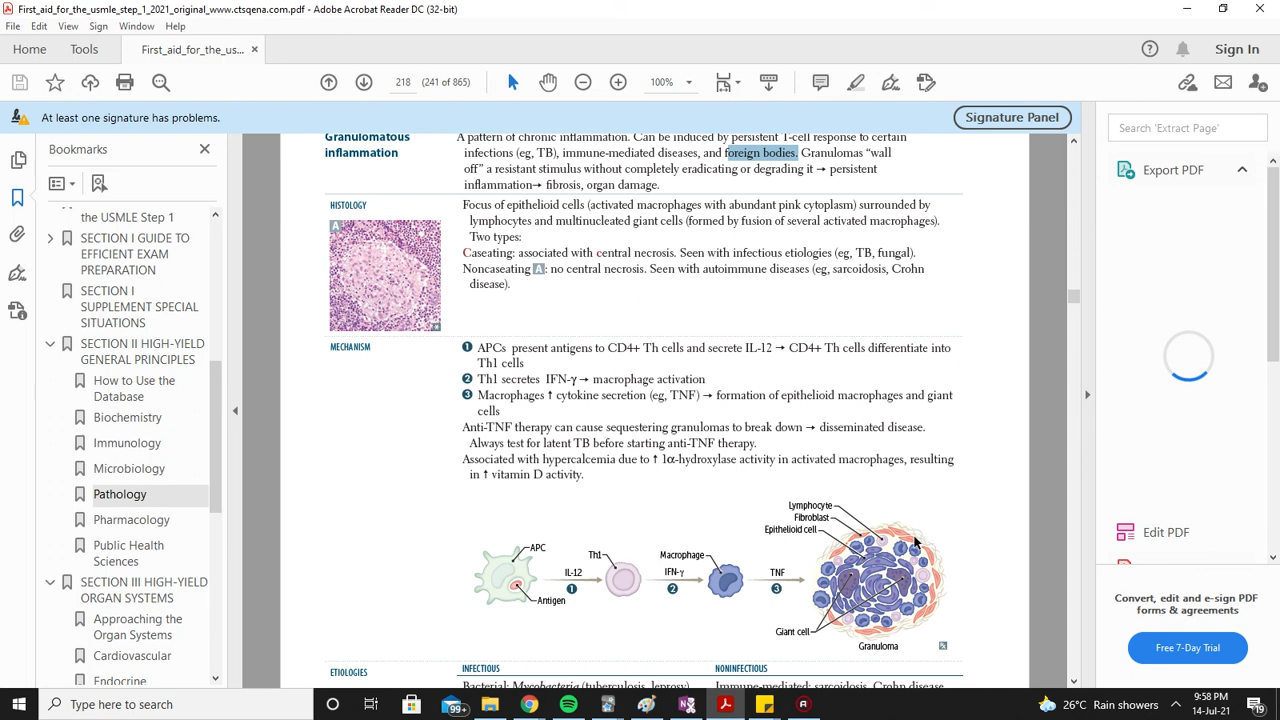 First_aid_for_the_usmle_step_1_2021_original_www.ctsqena.com.pdf - Adobe Acrobat Reader DC (32-bit)
File Edit View Sign Window Help
Home Tools First_aid_for_the_us... × Sign In
218 (241 of 865) 100%
At least one signature has problems. Signature Panel
Bookmarks
the USMLE Step 1
SECTION I GUIDE TO
EFFICIENT EXAM
PREPARATION
SECTION I
SUPPLEMENT SPECIAL
SITUATIONS
SECTION II HIGH-YIELD
GENERAL PRINCIPLES
How to Use the
Database
Biochemistry
Immunology
Microbiology
Pathology
Pharmacology
Public Health
Sciences
SECTION III HIGH-YIELD
ORGAN SYSTEMS
Approaching the
Organ Systems
Cardiovascular
Endocrine
Granulomatous
inflammation
A pattern of chronic inflammation. Can be induced by persistent T-cell response to certain
infections (eg, TB), immune-mediated diseases, and foreign bodies. Granulomas “wall
off” a resistant stimulus without completely eradicating or degrading it → persistent
inflammation→ fibrosis, organ damage.
HISTOLOGY
A
Focus of epithelioid cells (activated macrophages with abundant pink cytoplasm) surrounded by
lymphocytes and multinucleated giant cells (formed by fusion of several activated macrophages).
Two types:
Caseating: associated with central necrosis. Seen with infectious etiologies (eg, TB, fungal).
Noncaseating A: no central necrosis. Seen with autoimmune diseases (eg, sarcoidosis, Crohn
disease).
MECHANISM
1 APCs present antigens to CD4+ Th cells and secrete IL-12 → CD4+ Th cells differentiate into
Th1 cells
2 Th1 secretes IFN-γ → macrophage activation
3 Macrophages ↑ cytokine secretion (eg, TNF) → formation of epithelioid macrophages and giant
cells
Anti-TNF therapy can cause sequestering granulomas to break down → disseminated disease.
Always test for latent TB before starting anti-TNF therapy.
Associated with hypercalcemia due to ↑ 1α-hydroxylase activity in activated macrophages, resulting
in ↑ vitamin D activity.
Lymphocyte
Fibroblast
Epithelioid cell
APC
Th1
Macrophage
IL-12
IFN-γ
TNF
1
2
3
Antigen
Giant cell
Granuloma
ETIOLOGIES
INFECTIOUS
NONINFECTIOUS
Bacterial: Mycobacteria (tuberculosis, leprosy)
Immune-mediated: sarcoidosis, Crohn disease
Search 'Extract Page'
Export PDF
Edit PDF
Convert, edit and e-sign PDF
forms & agreements
Free 7-Day Trial
Type here to search
99+
26°C Rain showers
9:58 PM
14-Jul-21
19